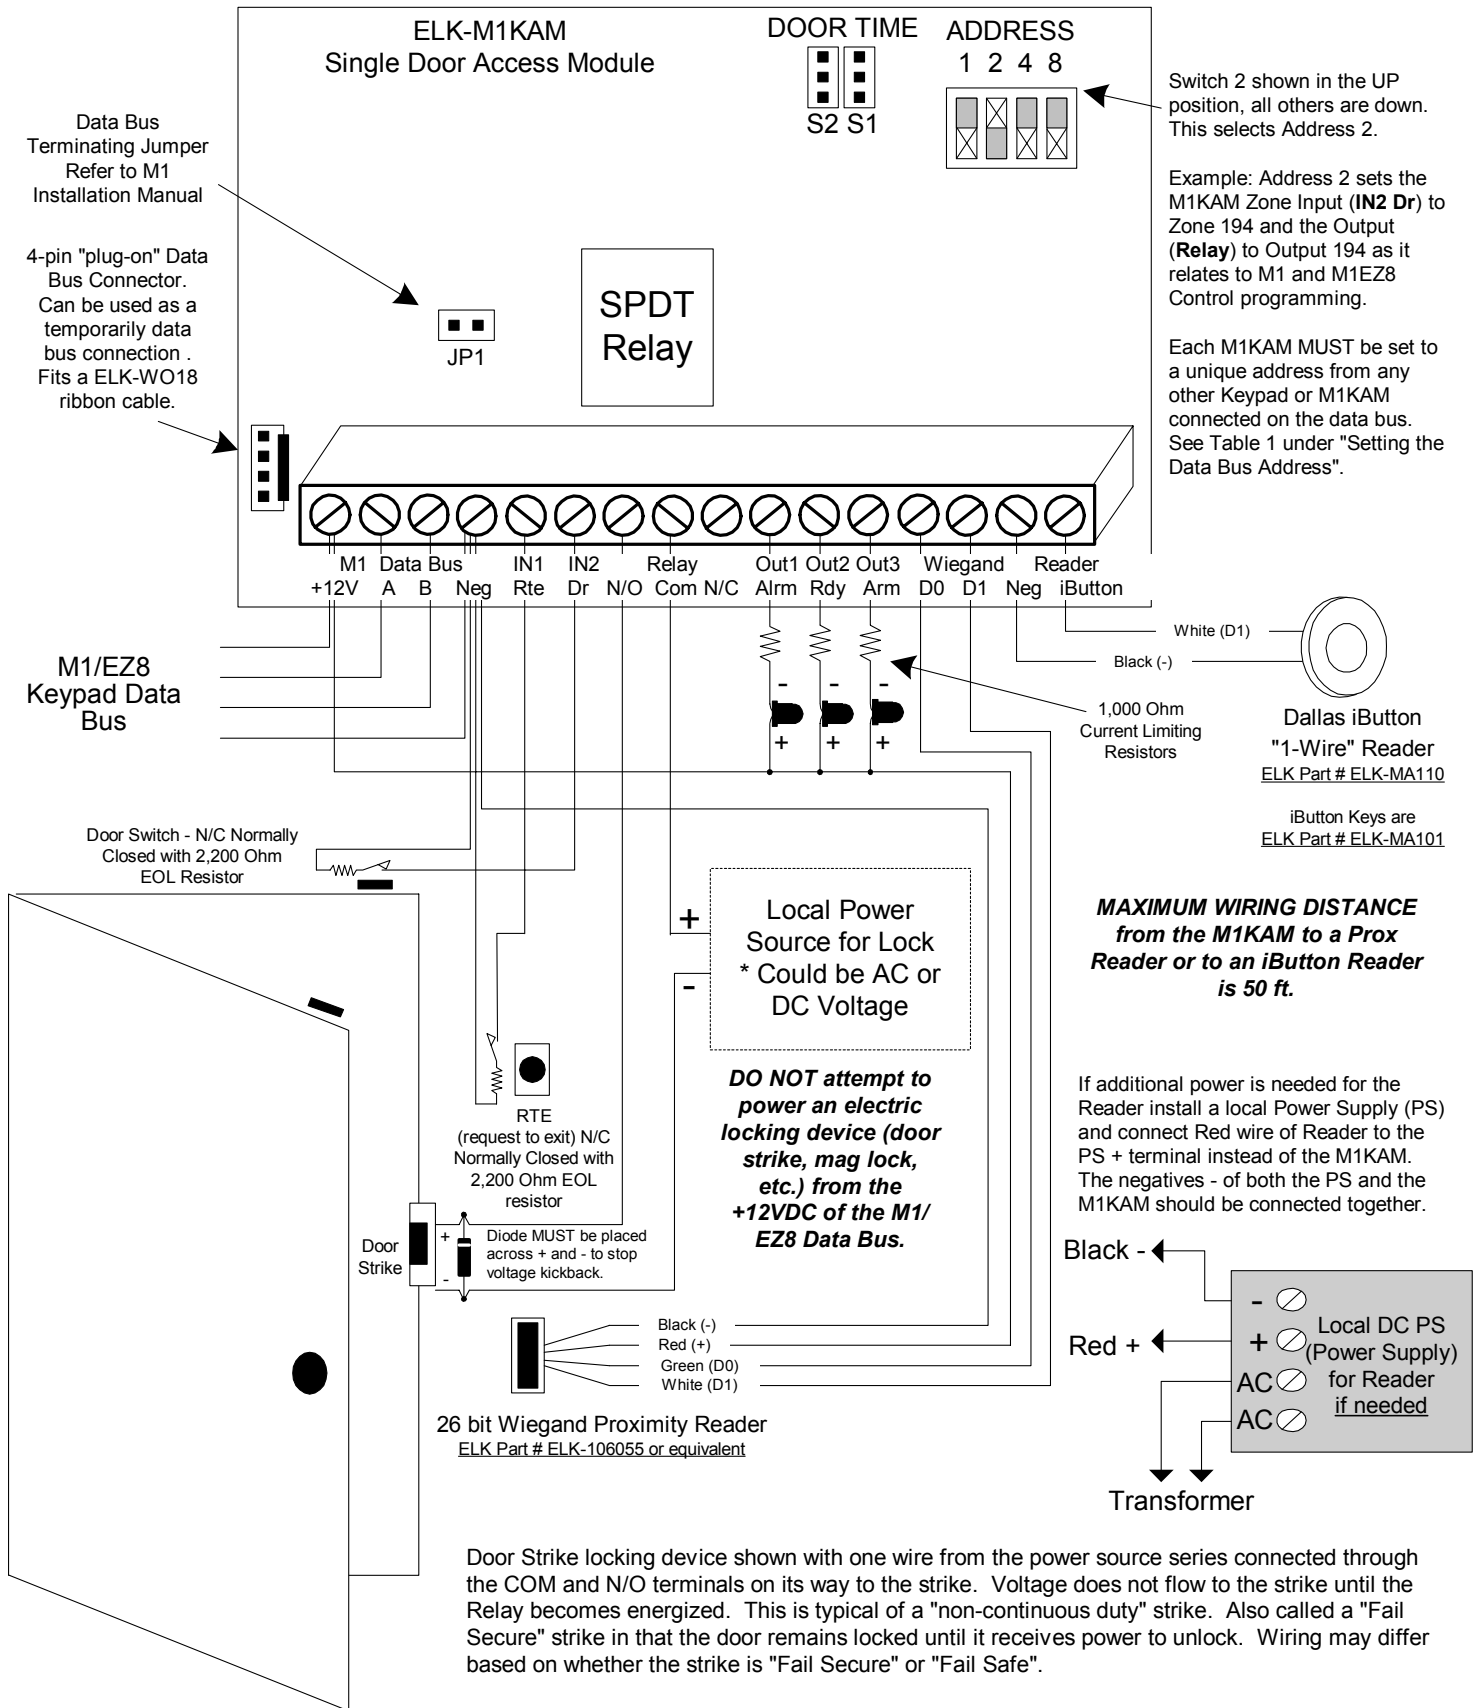 ELK-M1KAM
Single Door Access Module
DOOR TIME
S2 S1
ADDRESS
1 2 4 8
Switch 2 shown in the UP
position, all others are down.
This selects Address 2.
Example: Address 2 sets the
M1KAM Zone Input (IN2 Dr) to
Zone 194 and the Output
(Relay) to Output 194 as it
relates to M1 and M1EZ8
Control programming.
Each M1KAM MUST be set to
a unique address from any
other Keypad or M1KAM
connected on the data bus.
See Table 1 under "Setting the
Data Bus Address".
Data Bus
Terminating Jumper
Refer to M1
Installation Manual
4-pin "plug-on" Data
Bus Connector.
Can be used as a
temporarily data
bus connection .
Fits a ELK-WO18
ribbon cable.
JP1
SPDT
Relay
M1 Data Bus IN1 IN2 Relay Out1 Out2 Out3 Wiegand Reader
+12V A B Neg Rte Dr N/O Com N/C Alrm Rdy Arm D0 D1 Neg iButton
M1/EZ8
Keypad Data
Bus
- - -
+ + +
1,000 Ohm
Current Limiting
Resistors
White (D1)
Black (-)
Dallas iButton
"1-Wire" Reader
ELK Part # ELK-MA110
iButton Keys are
ELK Part # ELK-MA101
Door Switch - N/C Normally
Closed with 2,200 Ohm
EOL Resistor
+
-
Local Power
Source for Lock
* Could be AC or
DC Voltage
MAXIMUM WIRING DISTANCE
from the M1KAM to a Prox
Reader or to an iButton Reader
is 50 ft.
DO NOT attempt to
power an electric
locking device (door
strike, mag lock,
etc.) from the
+12VDC of the M1/
EZ8 Data Bus.
RTE
(request to exit) N/C
Normally Closed with
2,200 Ohm EOL
resistor
If additional power is needed for the
Reader install a local Power Supply (PS)
and connect Red wire of Reader to the
PS + terminal instead of the M1KAM.
The negatives - of both the PS and the
M1KAM should be connected together.
Door
Strike
+
-
Diode MUST be placed
across + and - to stop
voltage kickback.
Black -
Red +
-
+
AC
AC
Local DC PS
(Power Supply)
for Reader
if needed
Transformer
Black (-)
Red (+)
Green (D0)
White (D1)
26 bit Wiegand Proximity Reader
ELK Part # ELK-106055 or equivalent
Door Strike locking device shown with one wire from the power source series connected through
the COM and N/O terminals on its way to the strike. Voltage does not flow to the strike until the
Relay becomes energized. This is typical of a "non-continuous duty" strike. Also called a "Fail
Secure" strike in that the door remains locked until it receives power to unlock. Wiring may differ
based on whether the strike is "Fail Secure" or "Fail Safe".